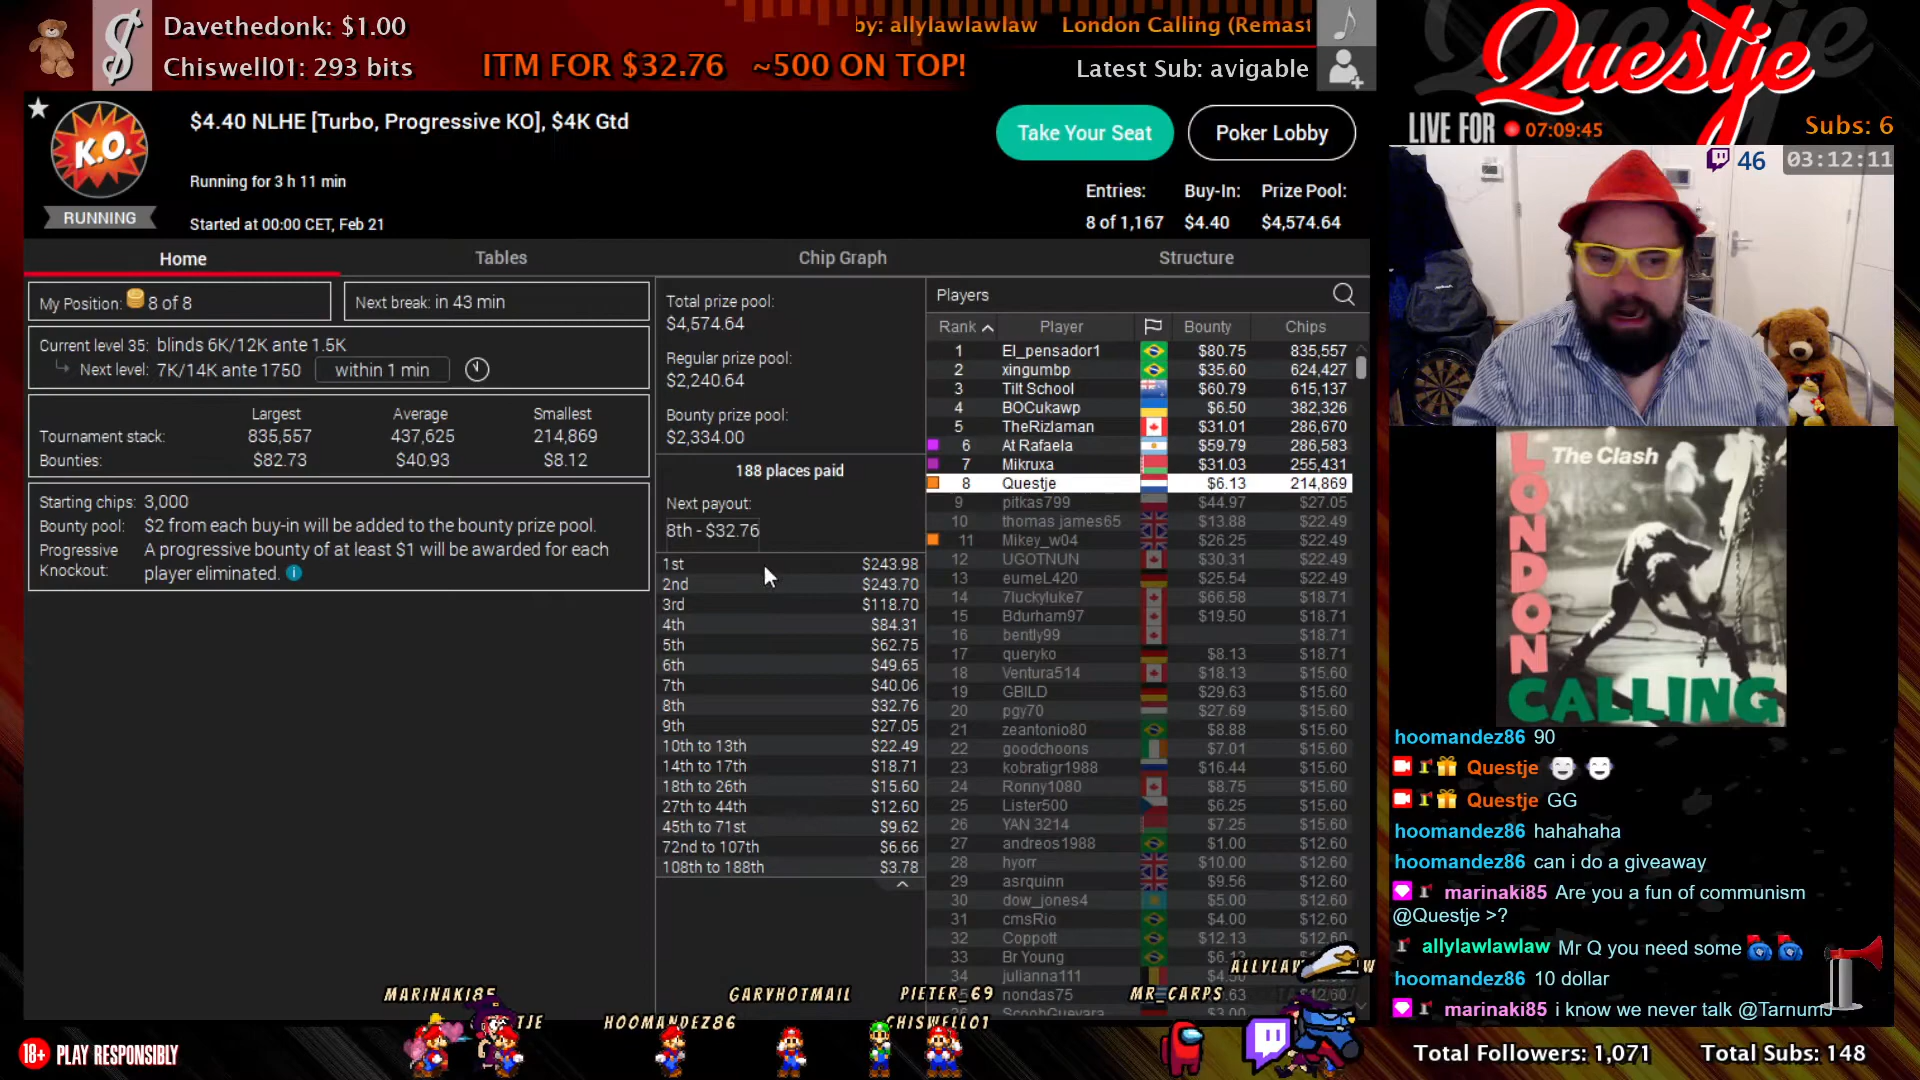 Davethedonk: $1.00
Chiswell01: 293 bits
by: allylawlawlaw London Calling (Remast
ITM FOR $32.76 ~500 ON TOP!
Latest Sub: avigable
Questje
LIVE FOR 07:09:45 Subs: 6
46 03:12:11
K.O.
RUNNING
$4.40 NLHE [Turbo, Progressive KO], $4K Gtd
Running for 3 h 11 min
Started at 00:00 CET, Feb 21
Take Your Seat
Poker Lobby
Entries: Buy-In: Prize Pool:
8 of 1,167 $4.40 $4,574.64
Home Tables Chip Graph Structure
My Position: 8 of 8
Next break: in 43 min
Current level 35: blinds 6K/12K ante 1.5K
Next level: 7K/14K ante 1750 within 1 min
Largest Average Smallest
Tournament stack: 835,557 437,625 214,869
Bounties: $82.73 $40.93 $8.12
Starting chips: 3,000
Bounty pool: $2 from each buy-in will be added to the bounty prize pool.
Progressive Knockout: A progressive bounty of at least $1 will be awarded for each player eliminated.
Total prize pool:
$4,574.64
Regular prize pool:
$2,240.64
Bounty prize pool:
$2,334.00
188 places paid
Next payout:
8th - $32.76
1st $243.98
2nd $243.70
3rd $118.70
4th $84.31
5th $62.75
6th $49.65
7th $40.06
8th $32.76
9th $27.05
10th to 13th $22.49
14th to 17th $18.71
18th to 26th $15.60
27th to 44th $12.60
45th to 71st $9.62
72nd to 107th $6.66
108th to 188th $3.78
Players
Rank Player Bounty Chips
1 El_pensador1 $80.75 835,557
2 xingumbp $35.60 624,427
3 Tilt School $60.79 615,137
4 BOCukawp $6.50 382,326
5 TheRizlaman $31.01 286,670
6 At Rafaela $59.79 286,583
7 Mikruxa $31.03 255,431
8 Questje $6.13 214,869
9 pitkas799 $44.97 $27.05
10 thomas james65 $13.88 $22.49
11 Mikey_w04 $26.25 $22.49
12 UGOTNUN $30.31 $22.49
13 eumeL420 $25.54 $22.49
14 7luckyluke7 $66.58 $18.71
15 Bdurham97 $19.50 $18.71
16 bently99 $18.71
17 queryko $8.13 $18.71
18 Ventura514 $18.13 $15.60
19 GBILD $29.63 $15.60
20 pgy70 $27.69 $15.60
21 zeantonio80 $8.88 $15.60
22 goodchoons $7.01 $15.60
23 kobratigr1988 $16.44 $15.60
24 Ronny1080 $8.75 $15.60
25 Lister500 $6.25 $15.60
26 YAN 3214 $7.25 $15.60
27 andreos1988 $1.00 $12.60
28 hyorr $10.00 $12.60
29 asrquinn $9.56 $12.60
30 dow_jones4 $5.00 $12.60
31 cmsRio $4.00 $12.60
32 Coppott $12.13 $12.60
33 Br Young
34 julianna111
nondas75
The Clash
LONDON
CALLING
hoomandez86 90
Questje
Questje GG
hoomandez86 hahahaha
hoomandez86 can i do a giveaway
marinaki85 Are you a fun of communism
@Questje >?
allylawlawlaw Mr Q you need some
hoomandez86 10 dollar
marinaki85 i know we never talk @Tarnum
MARINAKI85 TJE HOOMANDEZ86 GARYHOTMAIL PIETER_69 CHISWELL01 MR_CARPS
18+ PLAY RESPONSIBLY
Total Followers: 1,071 Total Subs: 148